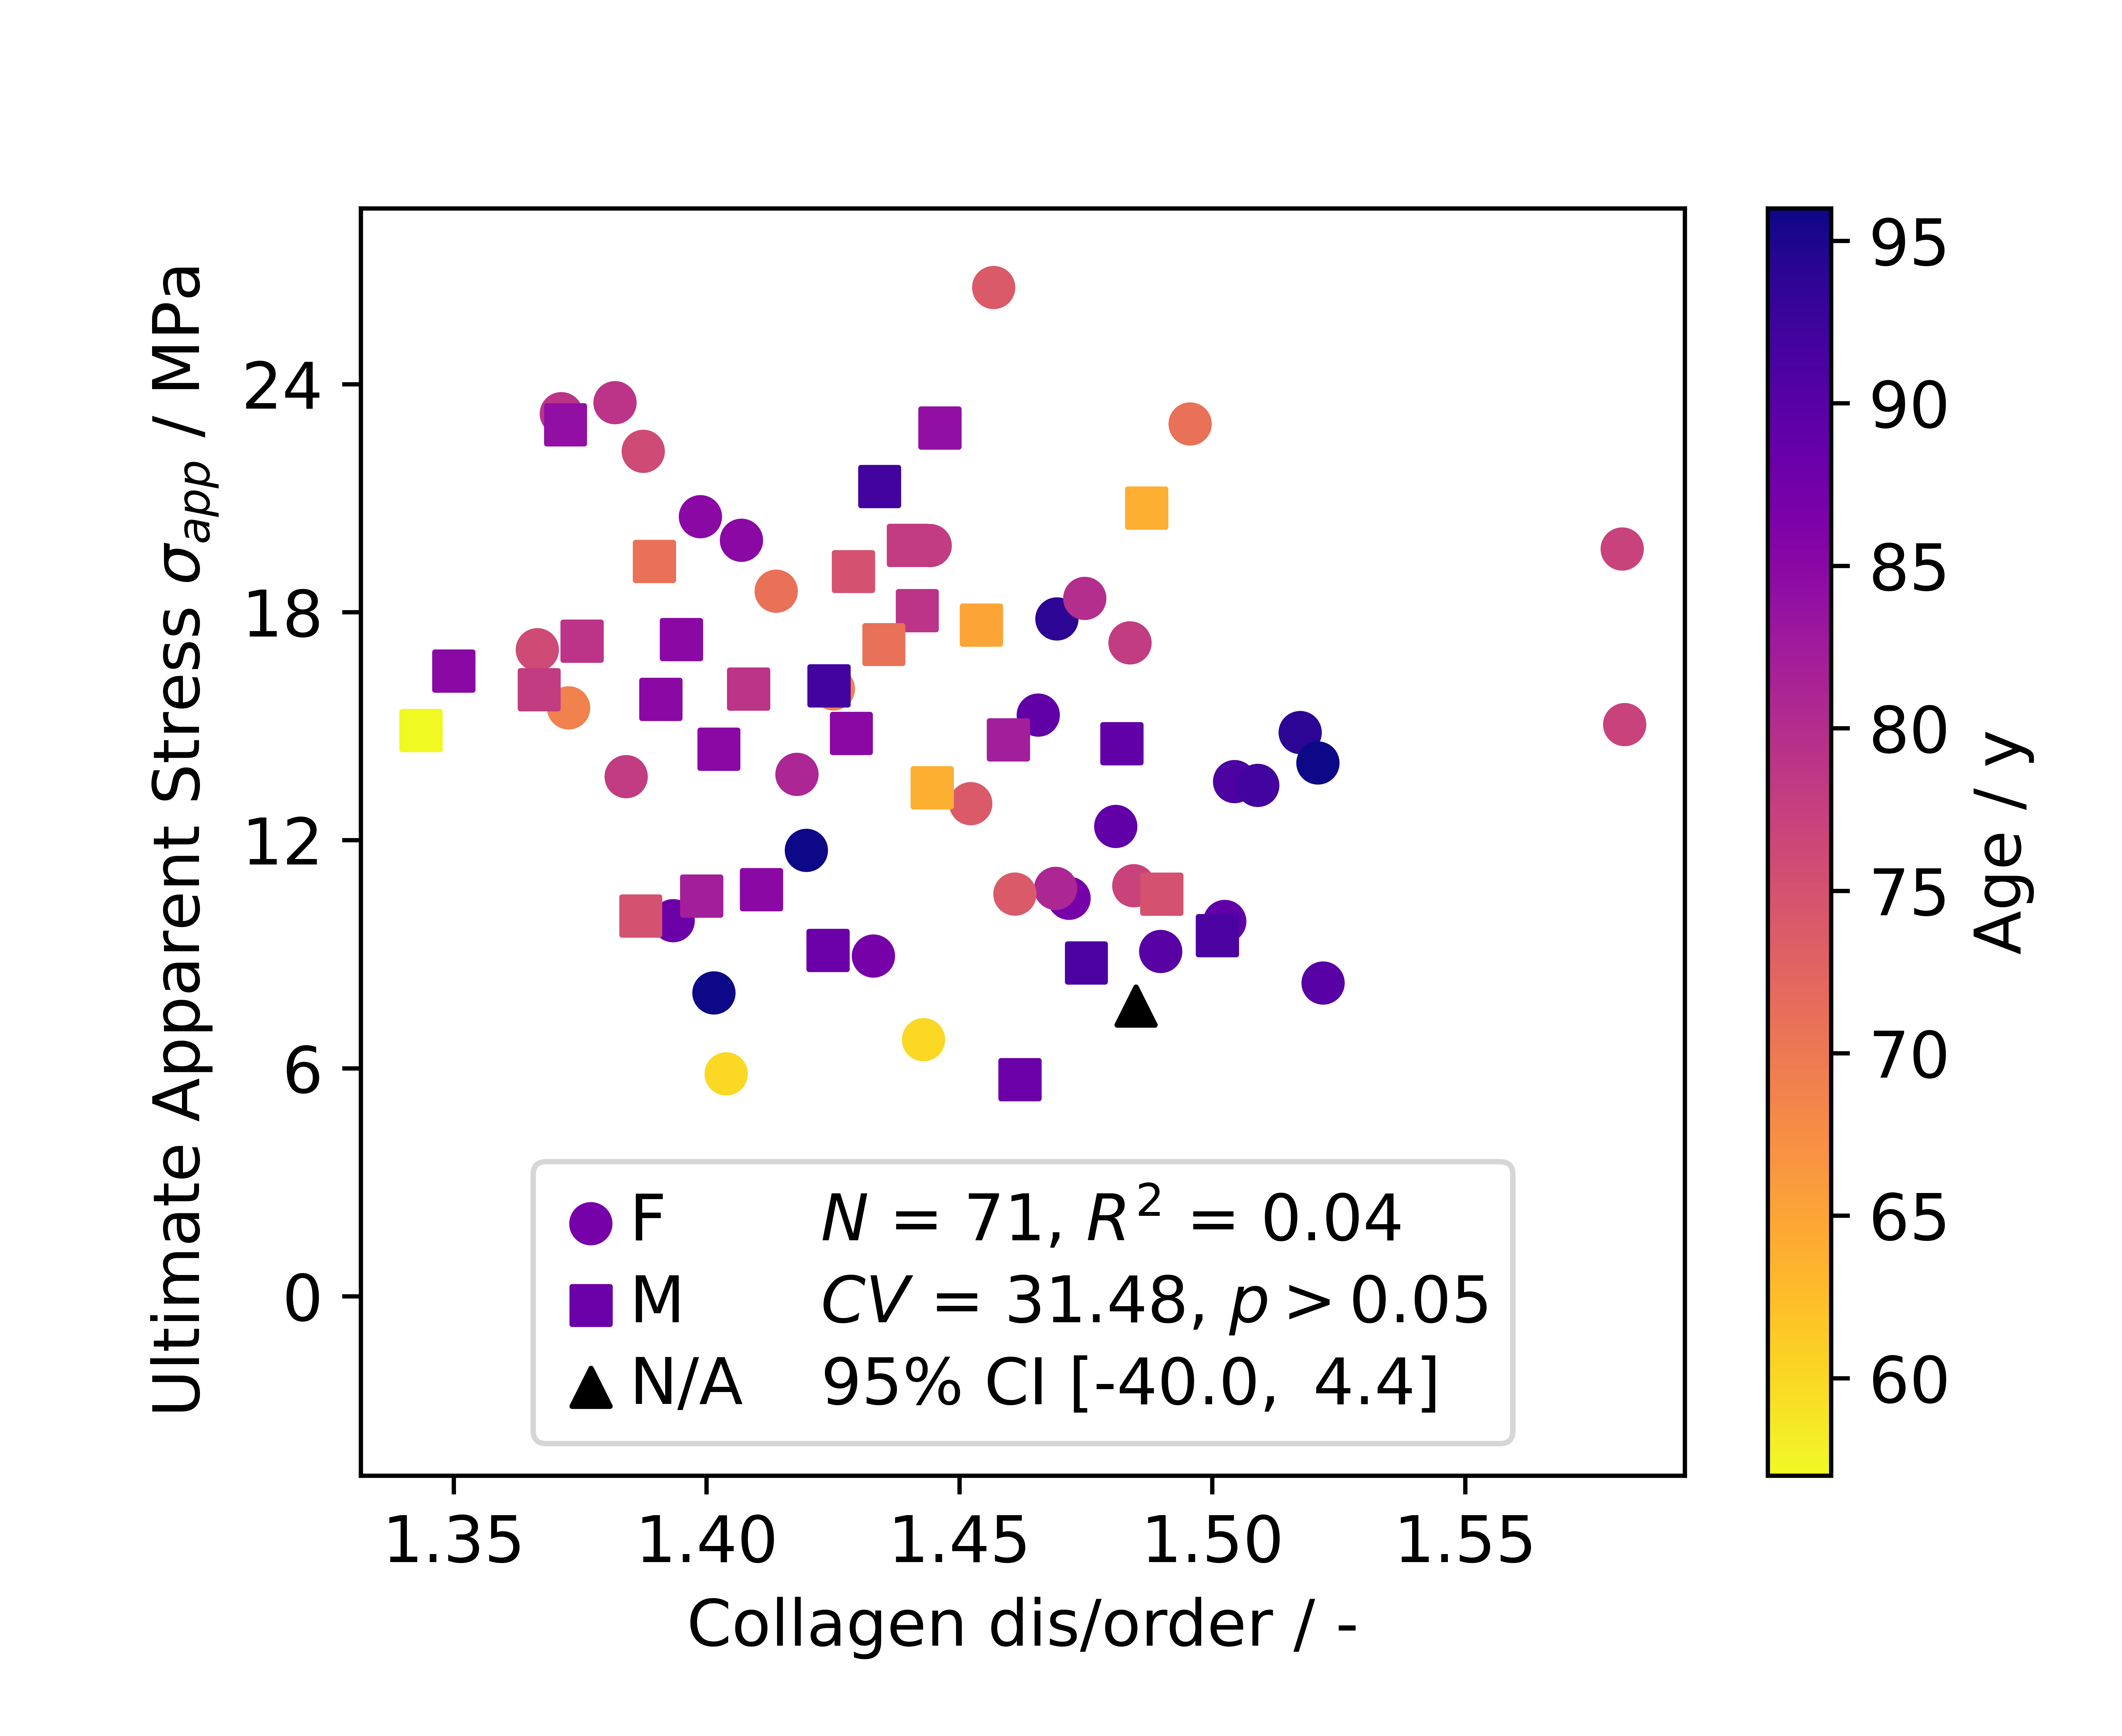 Ultimate Apparent Stress σapp / MPa
24
18
12
6
0
F N = 71, R² = 0.04
M CV = 31.48, p > 0.05
N/A 95% CI [-40.0, 4.4]
1.35 1.40 1.45 1.50 1.55
Collagen dis/order / -
95
90
85
80
75
70
65
60
Age / y